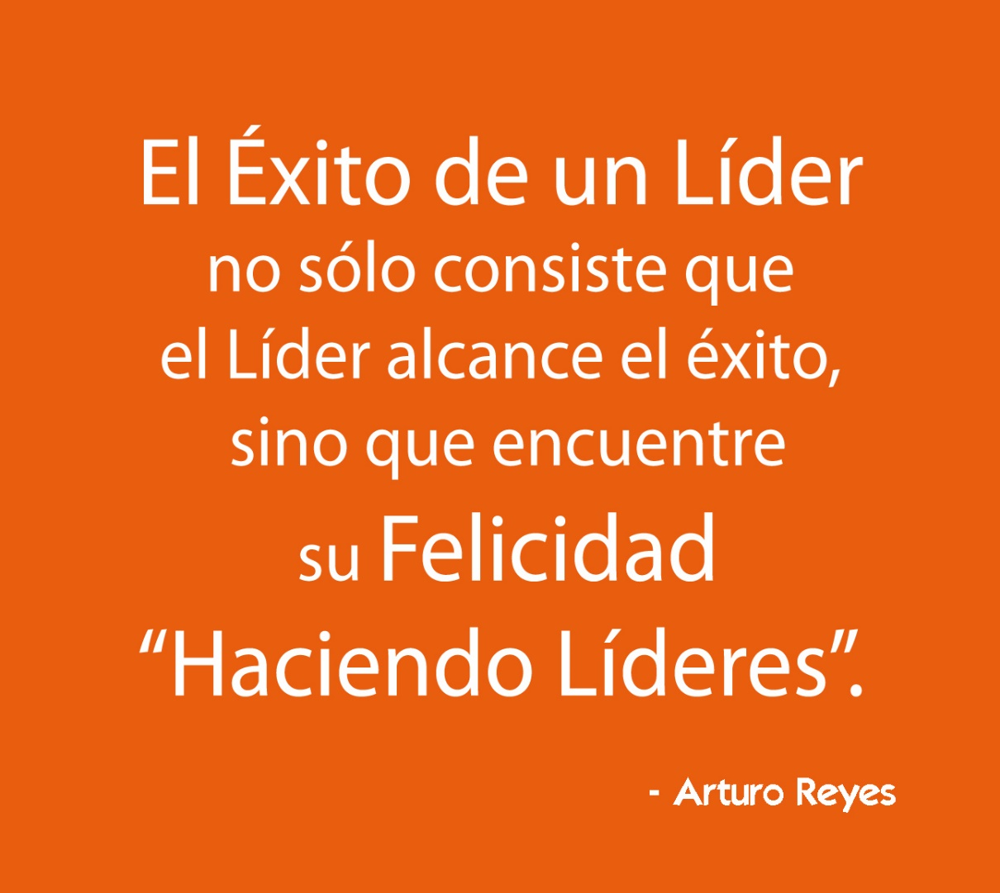 El Éxito de un Líder
no sólo consiste que
el Líder alcance el éxito,
sino que encuentre
su Felicidad
“Haciendo Líderes”.
- Arturo Reyes